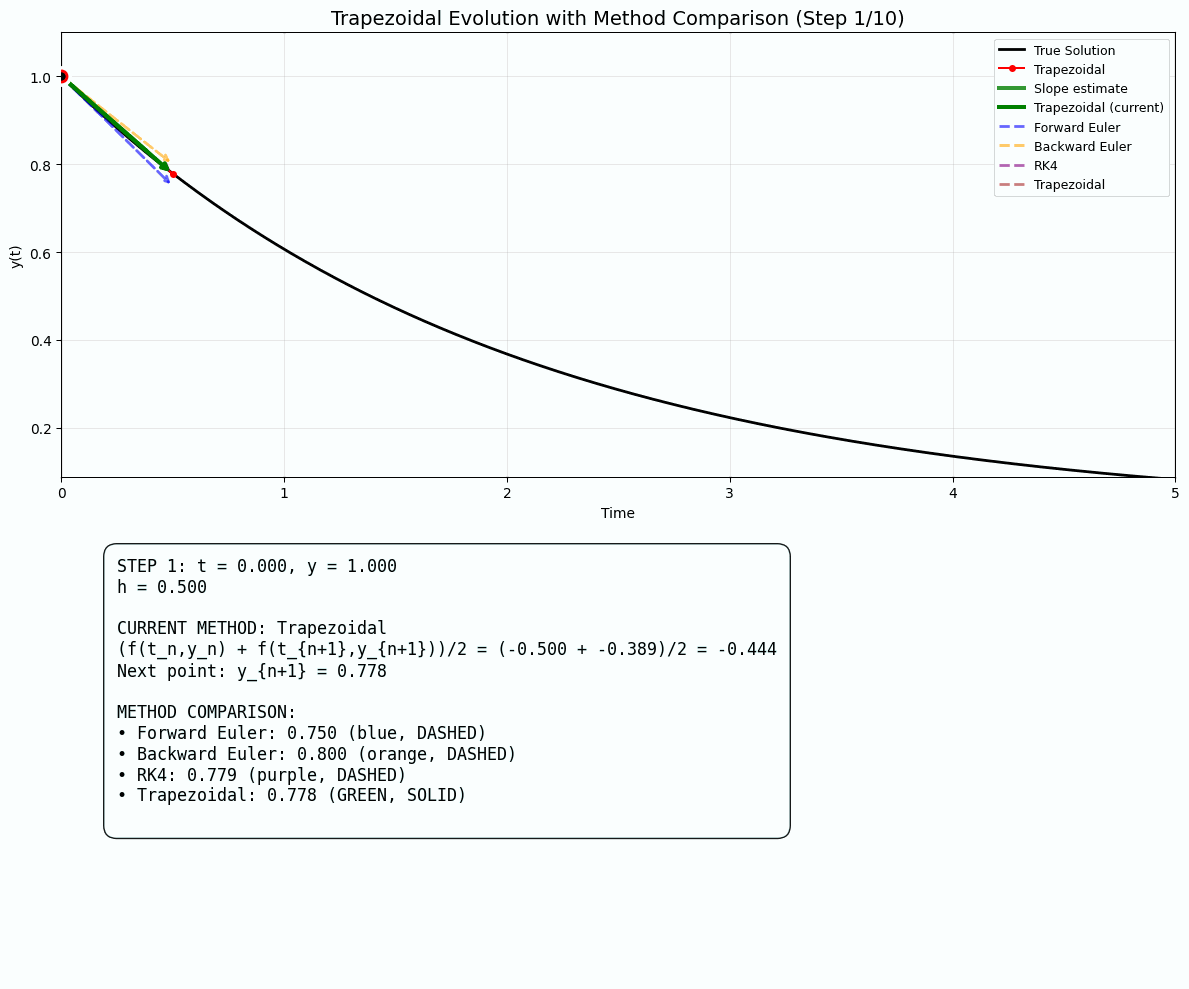 Trapezoidal Evolution with Method Comparison (Step 1/10)
True Solution
Trapezoidal
Slope estimate
Trapezoidal (current)
Forward Euler
Backward Euler
RK4
Trapezoidal
y(t)
1.0
0.8
0.6
0.4
0.2
0 1 2 3 4 5
Time
STEP 1: t = 0.000, y = 1.000
h = 0.500
CURRENT METHOD: Trapezoidal
(f(t_n,y_n) + f(t_{n+1},y_{n+1}))/2 = (-0.500 + -0.389)/2 = -0.444
Next point: y_{n+1} = 0.778
METHOD COMPARISON:
• Forward Euler: 0.750 (blue, DASHED)
• Backward Euler: 0.800 (orange, DASHED)
• RK4: 0.779 (purple, DASHED)
• Trapezoidal: 0.778 (GREEN, SOLID)